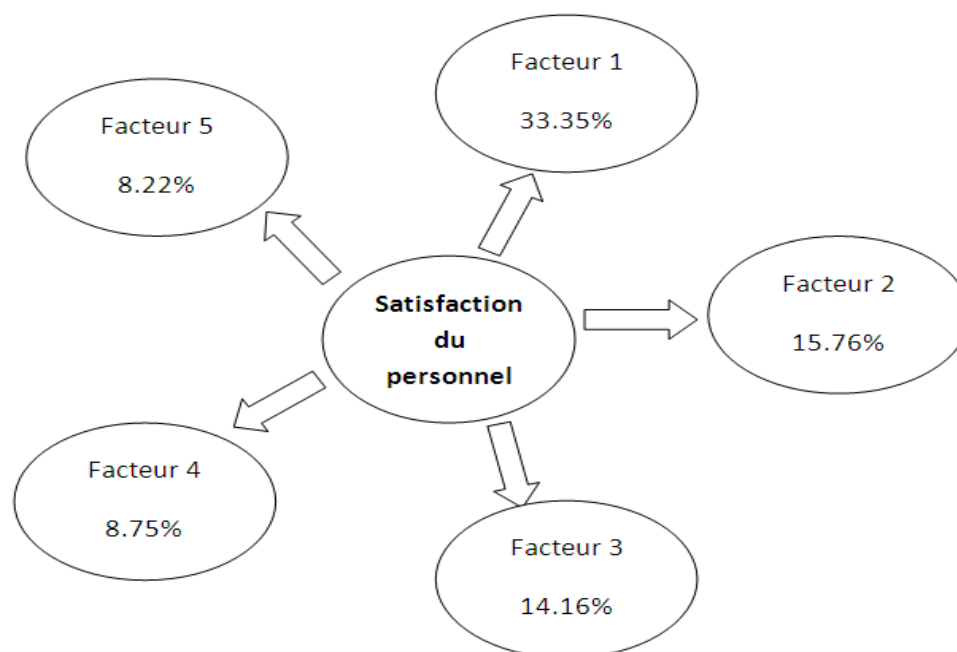 Facteur 1
33.35%
Facteur 5
8.22%
Facteur 2
15.76%
Satisfaction
du
personnel
Facteur 4
8.75%
Facteur 3
14.16%